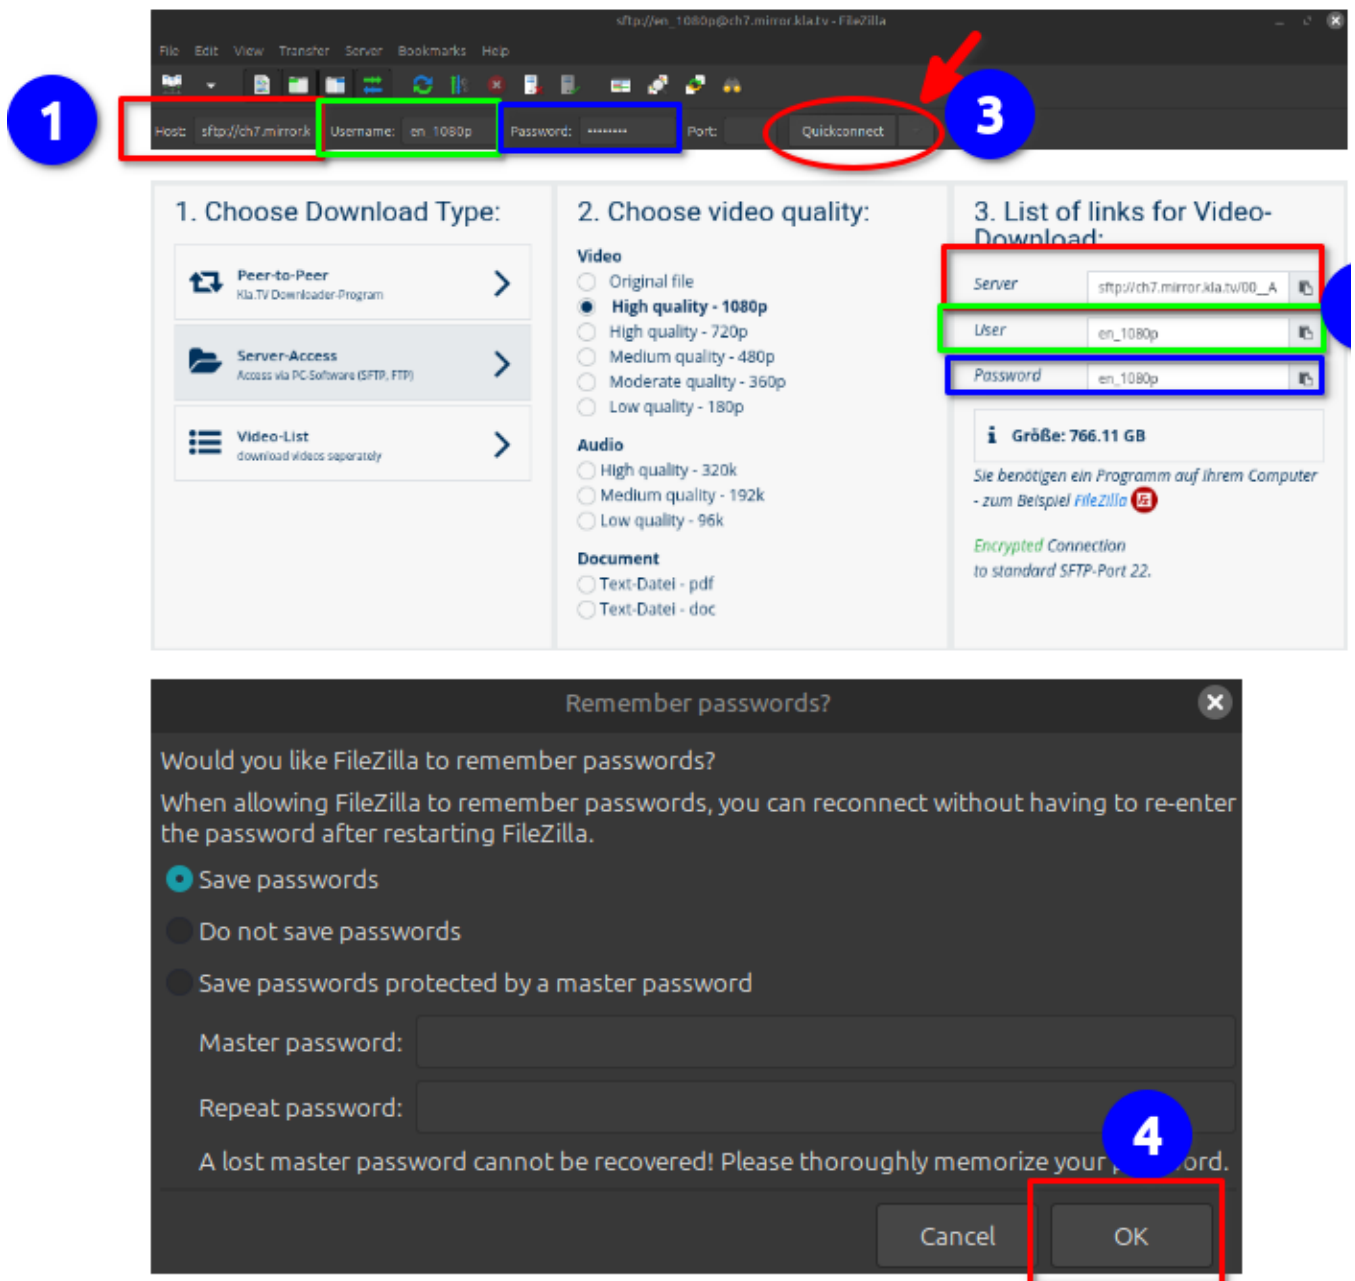 sftp://en_1080p@ch7.mirror.kla.tv - FileZilla
File Edit View Transfer Server Bookmarks Help
1
3
Host: sftp://ch7.mirror.k Username: en_1080p Password: •••••••• Port: Quickconnect
1. Choose Download Type:
Peer-to-Peer
Kla.TV Downloader-Program
Server-Access
Access via PC-Software (SFTP, FTP)
Video-List
download videos seperately
2. Choose video quality:
Video
Original file
High quality - 1080p
High quality - 720p
Medium quality - 480p
Moderate quality - 360p
Low quality - 180p
Audio
High quality - 320k
Medium quality - 192k
Low quality - 96k
Document
Text-Datei - pdf
Text-Datei - doc
3. List of links for Video-
Download:
Server sftp://ch7.mirror.kla.tv/00__A
User en_1080p
Password en_1080p
i Größe: 766.11 GB
Sie benötigen ein Programm auf Ihrem Computer
- zum Beispiel FileZilla Fz
Encrypted Connection
to standard SFTP-Port 22.
Remember passwords?
Would you like FileZilla to remember passwords?
When allowing FileZilla to remember passwords, you can reconnect without having to re-enter
the password after restarting FileZilla.
Save passwords
Do not save passwords
Save passwords protected by a master password
Master password:
Repeat password:
4
A lost master password cannot be recovered! Please thoroughly memorize your p ord.
Cancel OK